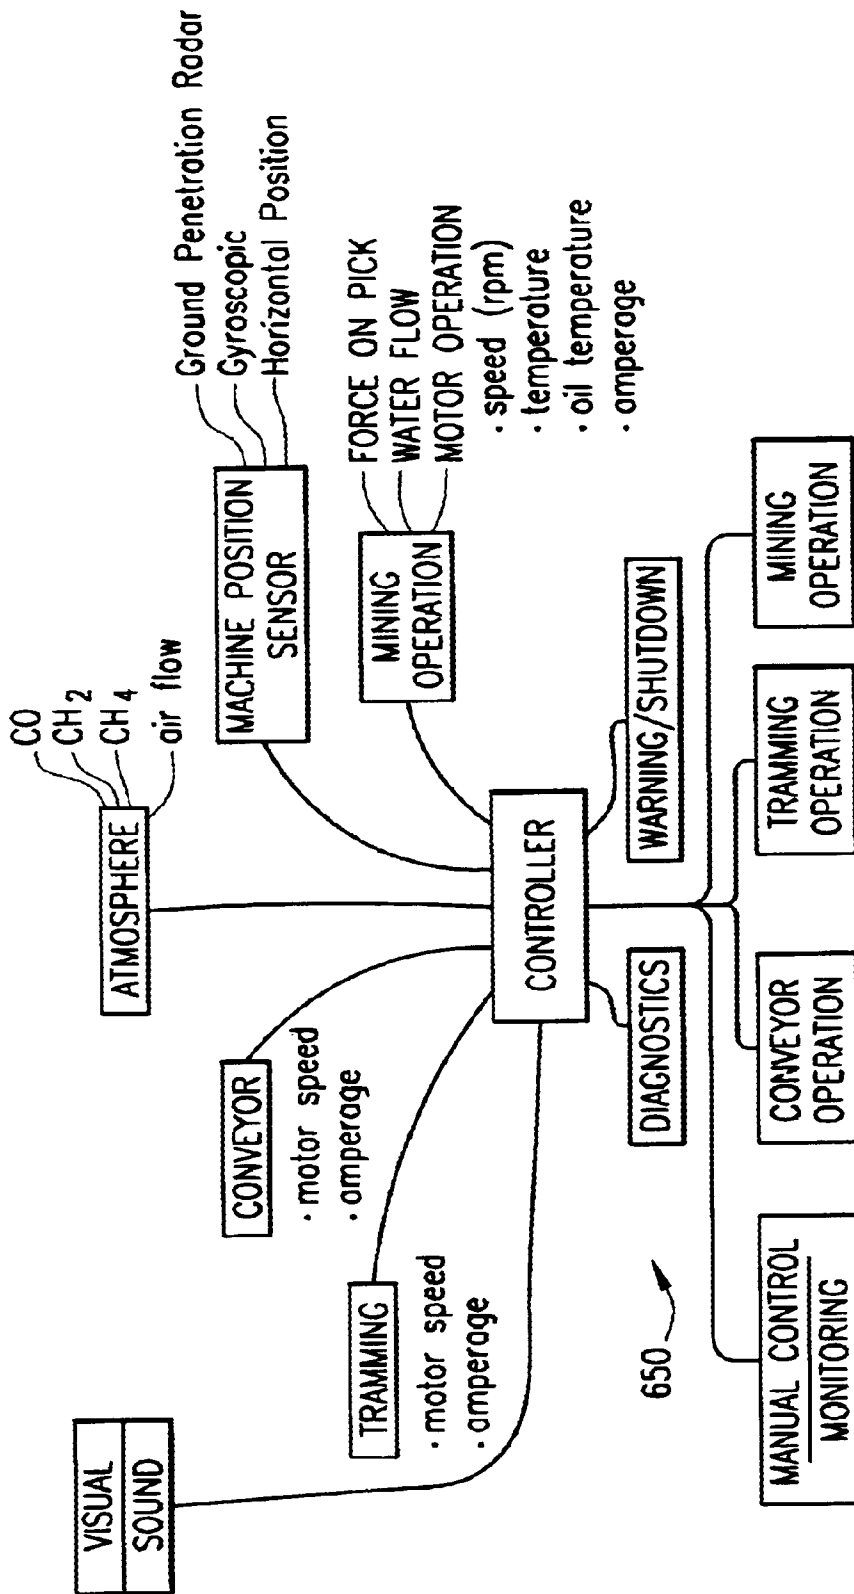 VISUAL
SOUND
TRAMMING
· motor speed
· amperage
CONVEYOR
· motor speed
· amperage
ATMOSPHERE
CO
CH2
CH4
air flow
MACHINE POSITION
SENSOR
Ground Penetration Radar
Gyroscopic
Horizontal Position
MINING
OPERATION
FORCE ON PICK
WATER FLOW
MOTOR OPERATION
· speed (rpm)
· temperature
· oil temperature
· amperage
CONTROLLER
650
DIAGNOSTICS
WARNING/SHUTDOWN
MANUAL CONTROL
MONITORING
CONVEYOR
OPERATION
TRAMMING
OPERATION
MINING
OPERATION